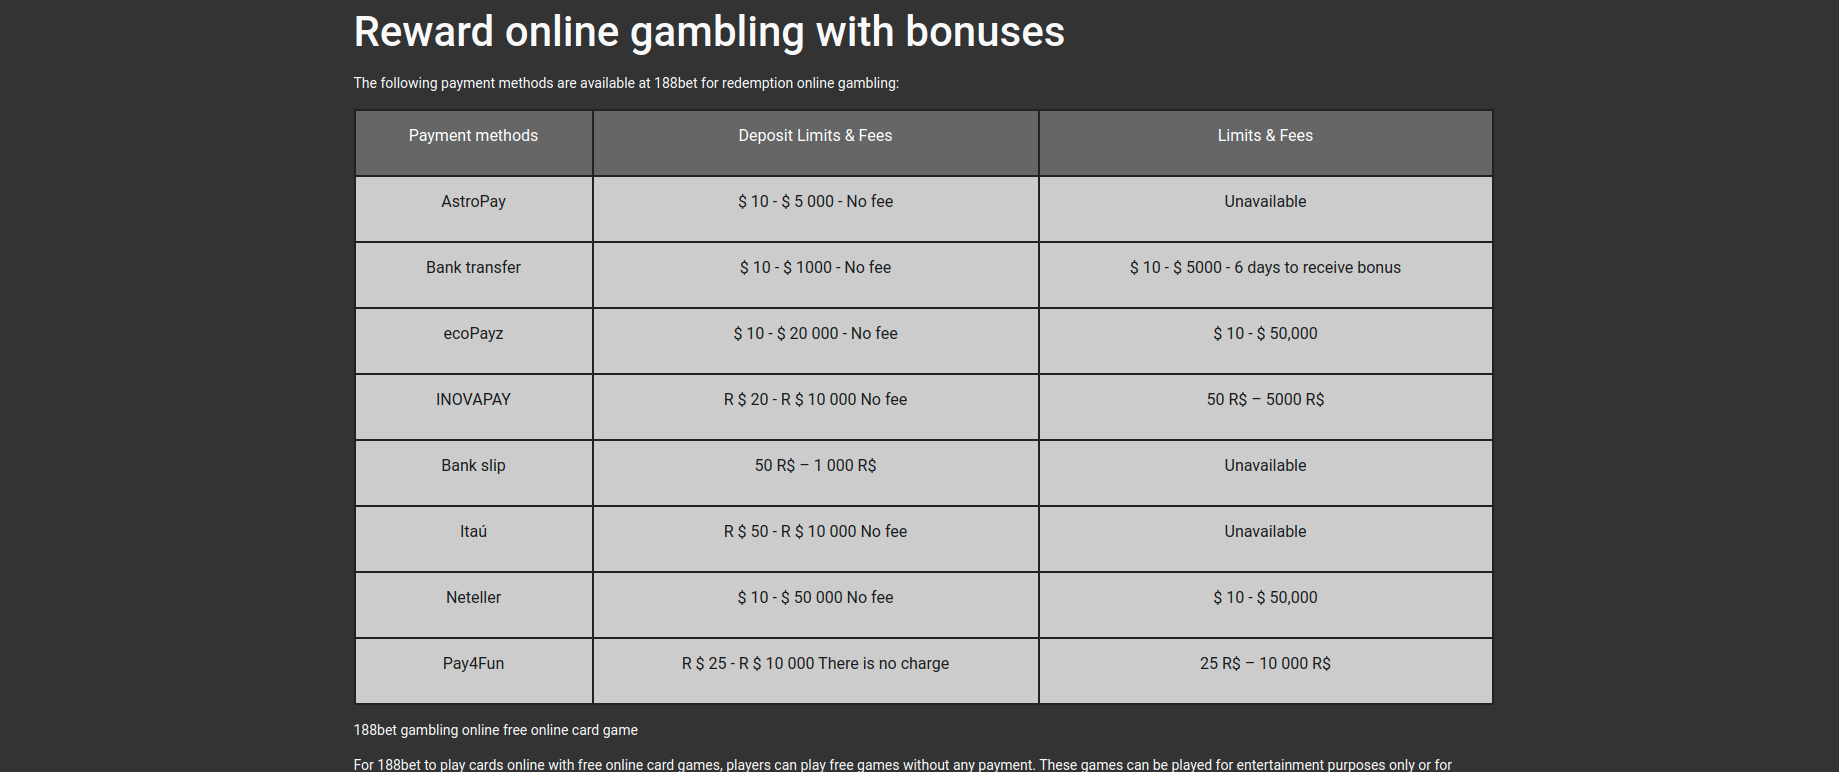 Reward online gambling with bonuses
The following payment methods are available at 188bet for redemption online gambling:
Payment methods Deposit Limits & Fees Limits & Fees
AstroPay $ 10 - $ 5 000 - No fee Unavailable
Bank transfer $ 10 - $ 1000 - No fee $ 10 - $ 5000 - 6 days to receive bonus
ecoPayz $ 10 - $ 20 000 - No fee $ 10 - $ 50,000
INOVAPAY R $ 20 - R $ 10 000 No fee 50 R$ – 5000 R$
Bank slip 50 R$ – 1 000 R$ Unavailable
Itaú R $ 50 - R $ 10 000 No fee Unavailable
Neteller $ 10 - $ 50 000 No fee $ 10 - $ 50,000
Pay4Fun R $ 25 - R $ 10 000 There is no charge 25 R$ – 10 000 R$
188bet gambling online free online card game
For 188bet to play cards online with free online card games, players can play free games without any payment. These games can be played for entertainment purposes only or for